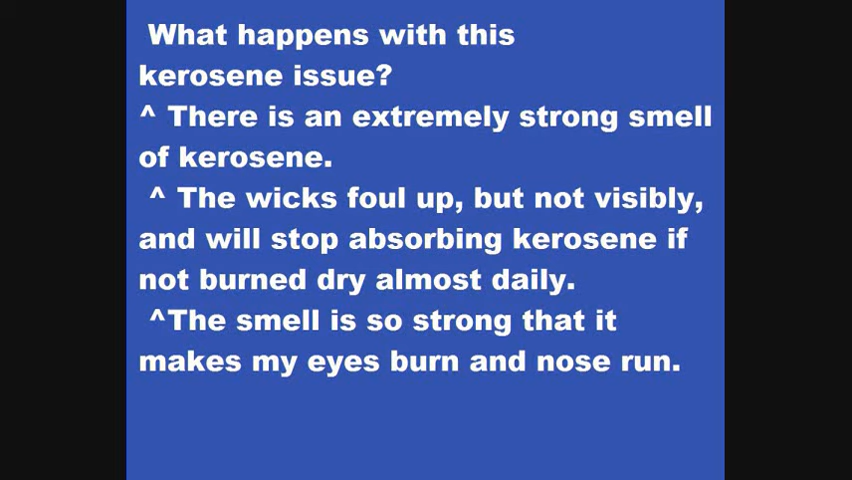 What happens with this
kerosene issue?
^ There is an extremely strong smell
of kerosene.
^ The wicks foul up, but not visibly,
and will stop absorbing kerosene if
not burned dry almost daily.
^The smell is so strong that it
makes my eyes burn and nose run.